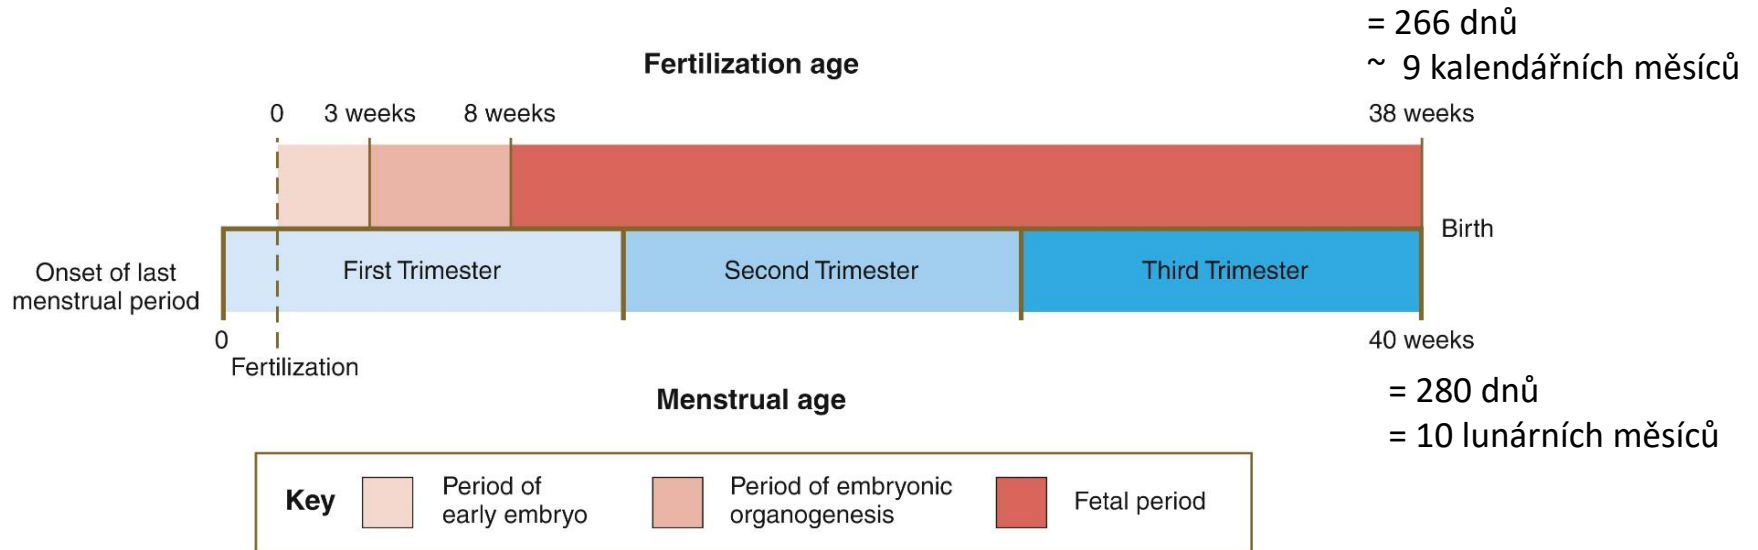 = 266 dnů
~ 9 kalendářních měsíců
Fertilization age
0 3 weeks 8 weeks 38 weeks
Birth
Onset of last
menstrual period
First Trimester Second Trimester Third Trimester
0 40 weeks
Fertilization
Menstrual age
= 280 dnů
= 10 lunárních měsíců
Key
Period of
early embryo
Period of embryonic
organogenesis
Fetal period